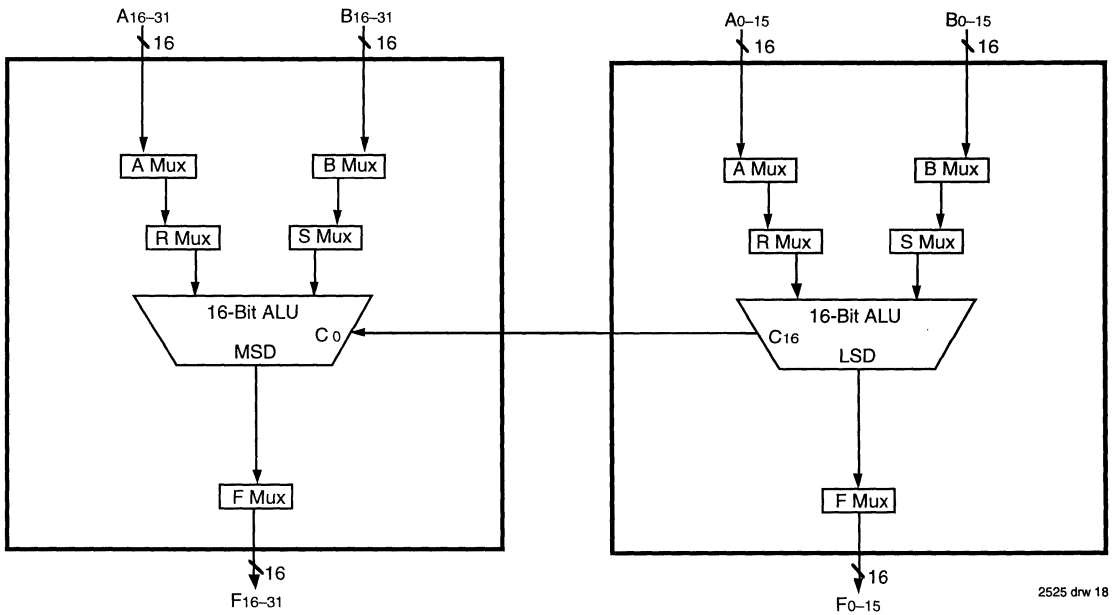 A16–31 B16–31 A0–15 B0–15
16 16 16 16
A Mux B Mux A Mux B Mux
R Mux S Mux R Mux S Mux
16-Bit ALU 16-Bit ALU
C0 C16
MSD LSD
F Mux F Mux
16 16
F16–31 F0–15
2525 drw 18